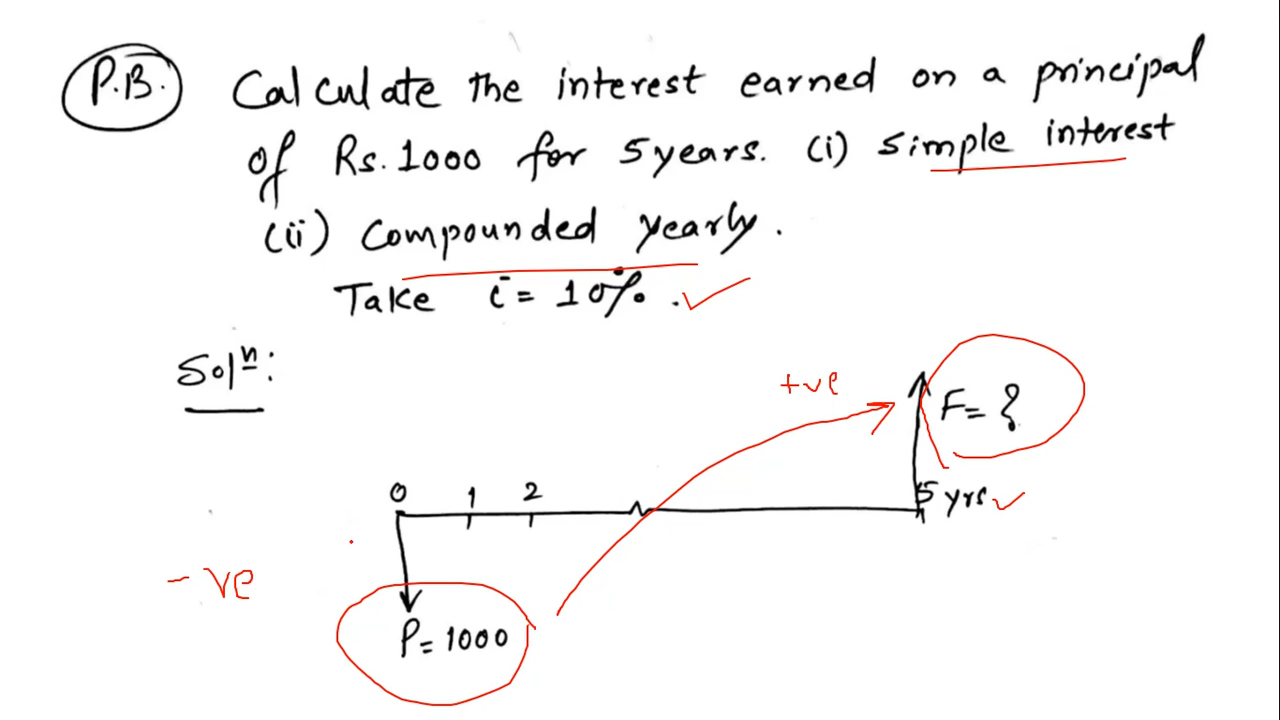 P.B. Calculate the interest earned on a principal
of Rs. 1000 for 5 years. (i) simple interest
(ii) Compounded yearly.
Take i = 10%.
Solⁿ:
+ve
F = ?
0 1 2 5 yrs
- ve
P = 1000